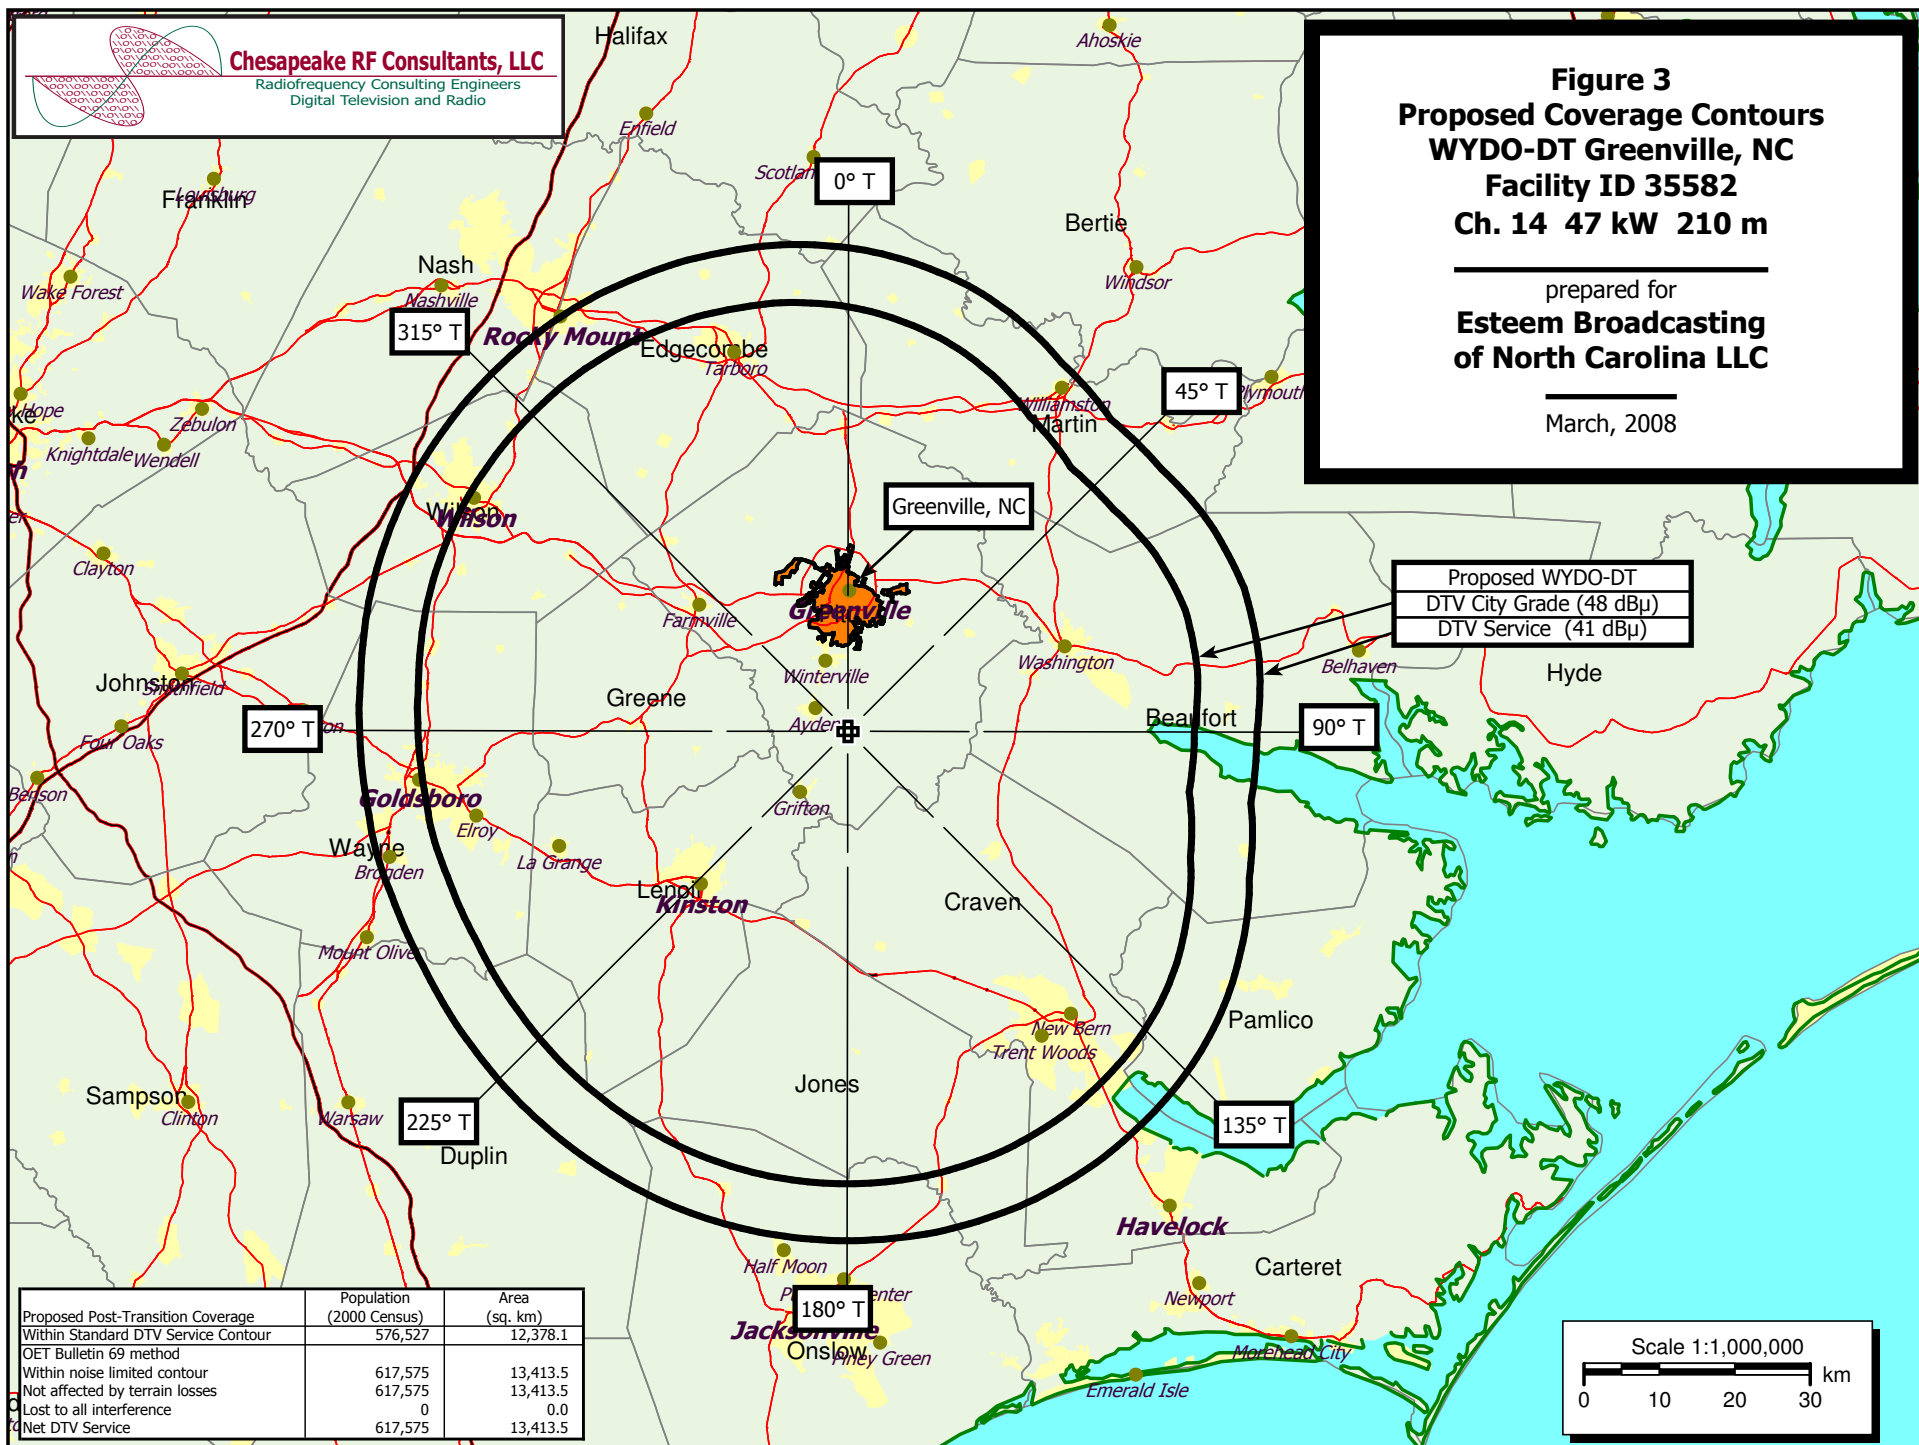 Chesapeake RF Consultants, LLC
Radiofrequency Consulting Engineers
Digital Television and Radio
Figure 3
Proposed Coverage Contours
WYDO-DT Greenville, NC
Facility ID 35582
Ch. 14 47 kW 210 m
prepared for
Esteem Broadcasting
of North Carolina LLC
March, 2008
Halifax
Ahoskie
Enfield
Scotlan
0° T
Louisburg
Franklin
Bertie
Nash
Nashville
Wake Forest
Windsor
315° T
Rocky Mount
Edgecombe
Tarboro
45° T
Plymouth
Williamston
Martin
Hope
ke
Zebulon
Knightdale
Wendell
Wilson
Wilson
Greenville, NC
Clayton
Proposed WYDO-DT
DTV City Grade (48 dBµ)
DTV Service (41 dBµ)
Farmville
Greenville
Washington
Belhaven
Winterville
Johnston
Smithfield
Greene
Hyde
Beaufort
Ayden
270° T
on
90° T
Four Oaks
Benson
Goldsboro
Elroy
Grifton
Wayne
Brogden
La Grange
Lenoir
Kinston
Craven
Mount Olive
New Bern
Trent Woods
Pamlico
Jones
Sampson
Clinton
Warsaw
225° T
135° T
Duplin
Havelock
Half Moon
Carteret
P
enter
180° T
Newport
Jacksonville
Onslow
Piney Green
Morehead City
Emerald Isle
Proposed Post-Transition Coverage Population (2000 Census) Area (sq. km)
Within Standard DTV Service Contour 576,527 12,378.1
OET Bulletin 69 method
Within noise limited contour 617,575 13,413.5
Not affected by terrain losses 617,575 13,413.5
Lost to all interference 0 0.0
Net DTV Service 617,575 13,413.5
Scale 1:1,000,000
km
0 10 20 30